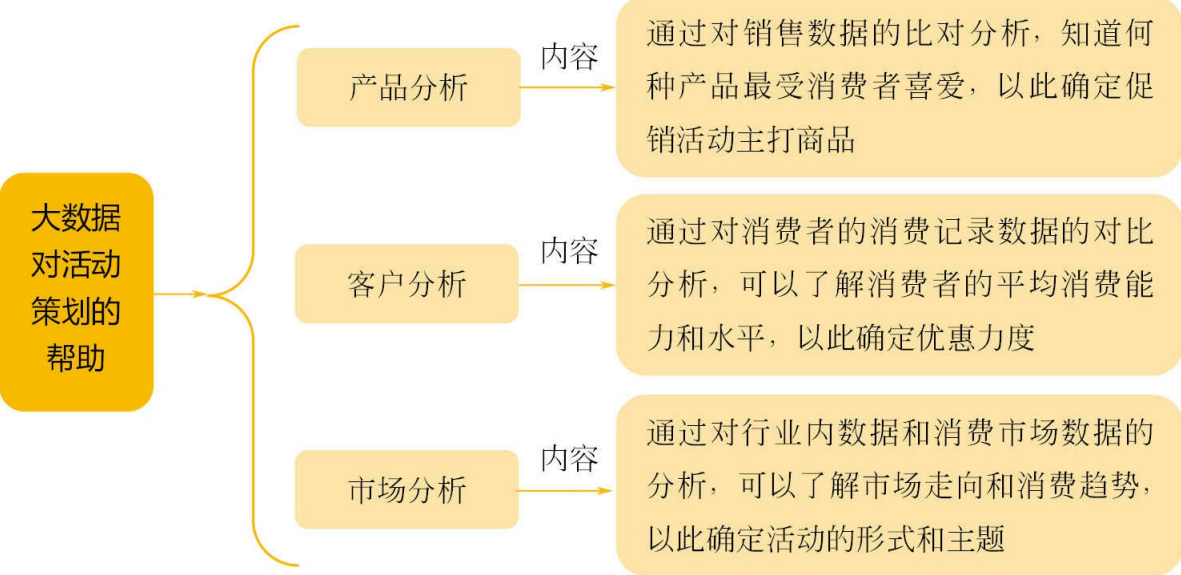 大数据
对活动
策划的
帮助
产品分析
内容
通过对销售数据的比对分析，知道何
种产品最受消费者喜爱，以此确定促
销活动主打商品
客户分析
内容
通过对消费者的消费记录数据的对比
分析，可以了解消费者的平均消费能
力和水平，以此确定优惠力度
市场分析
内容
通过对行业内数据和消费市场数据的
分析，可以了解市场走向和消费趋势，
以此确定活动的形式和主题